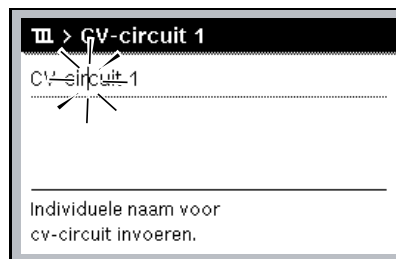 > CV-circuit 1
CV-circuit 1
Individuele naam voor
cv-circuit invoeren.